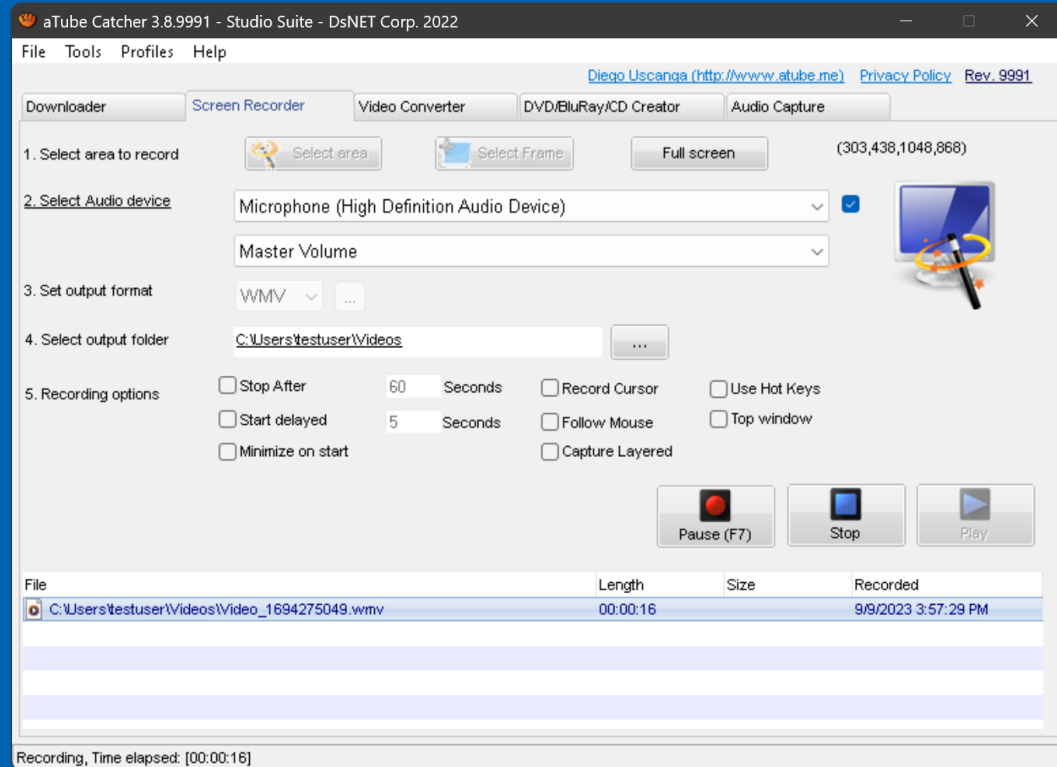 aTube Catcher 3.8.9991 - Studio Suite - DsNET Corp. 2022
File Tools Profiles Help
Diego Uscanga (http://www.atube.me) Privacy Policy Rev. 9991
Downloader Screen Recorder Video Converter DVD/BluRay/CD Creator Audio Capture
1. Select area to record Select area Select Frame Full screen (303,438,1048,868)
2. Select Audio device Microphone (High Definition Audio Device)
Master Volume
3. Set output format WMV ...
4. Select output folder C:\Users\testuser\Videos ...
5. Recording options Stop After 60 Seconds Record Cursor Use Hot Keys
Start delayed 5 Seconds Follow Mouse Top window
Minimize on start Capture Layered
Pause (F7) Stop Play
File Length Size Recorded
C:\Users\testuser\Videos\Video_1694275049.wmv 00:00:16 9/9/2023 3:57:29 PM
Recording, Time elapsed: [00:00:16]